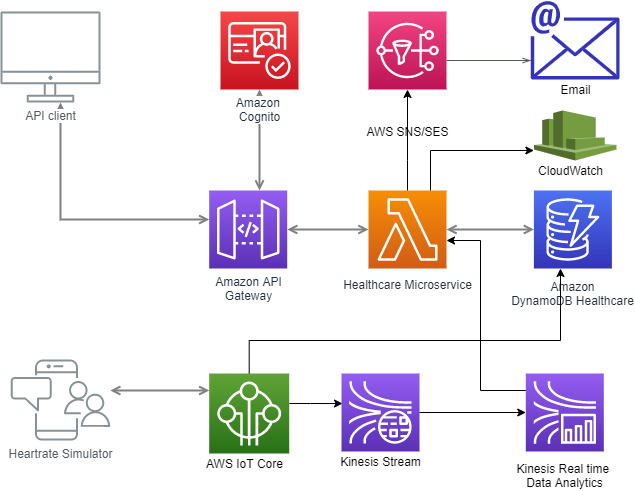 @
Email
API client
Amazon
Cognito
AWS SNS/SES
CloudWatch
Amazon API
Gateway
Healthcare Microservice
Amazon
DynamoDB Healthcare
Heartrate Simulator
AWS IoT Core
Kinesis Stream
Kinesis Real time
Data Analytics